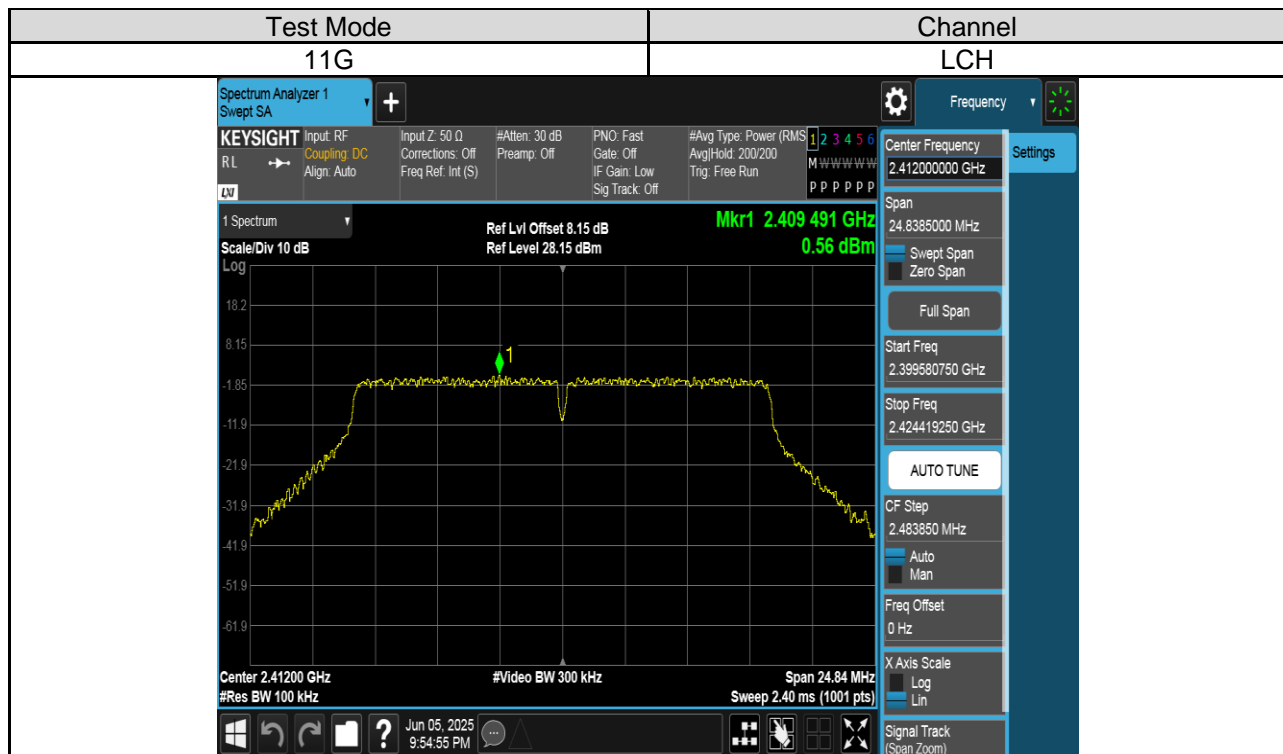 Test Mode Channel
11G LCH
Spectrum Analyzer 1
Swept SA
+
Frequency
KEYSIGHT
R L
LXI
Input: RF
Coupling: DC
Align: Auto
Input Z: 50 Ω
Corrections: Off
Freq Ref: Int (S)
#Atten: 30 dB
Preamp: Off
PNO: Fast
Gate: Off
IF Gain: Low
Sig Track: Off
#Avg Type: Power (RMS
Avg|Hold: 200/200
Trig: Free Run
1 2 3 4 5 6
M W W W W W
P P P P P P
1 Spectrum
Scale/Div 10 dB
Ref Lvl Offset 8.15 dB
Ref Level 28.15 dBm
Mkr1 2.409 491 GHz
0.56 dBm
Log
18.2
8.15
-1.85
-11.9
-21.9
-31.9
-41.9
-51.9
-61.9
1
Center 2.41200 GHz
#Res BW 100 kHz
#Video BW 300 kHz
Span 24.84 MHz
Sweep 2.40 ms (1001 pts)
Center Frequency
2.412000000 GHz
Settings
Span
24.8385000 MHz
Swept Span
Zero Span
Full Span
Start Freq
2.399580750 GHz
Stop Freq
2.424419250 GHz
AUTO TUNE
CF Step
2.483850 MHz
Auto
Man
Freq Offset
0 Hz
X Axis Scale
Log
Lin
Signal Track
(Span Zoom)
?
Jun 05, 2025
9:54:55 PM